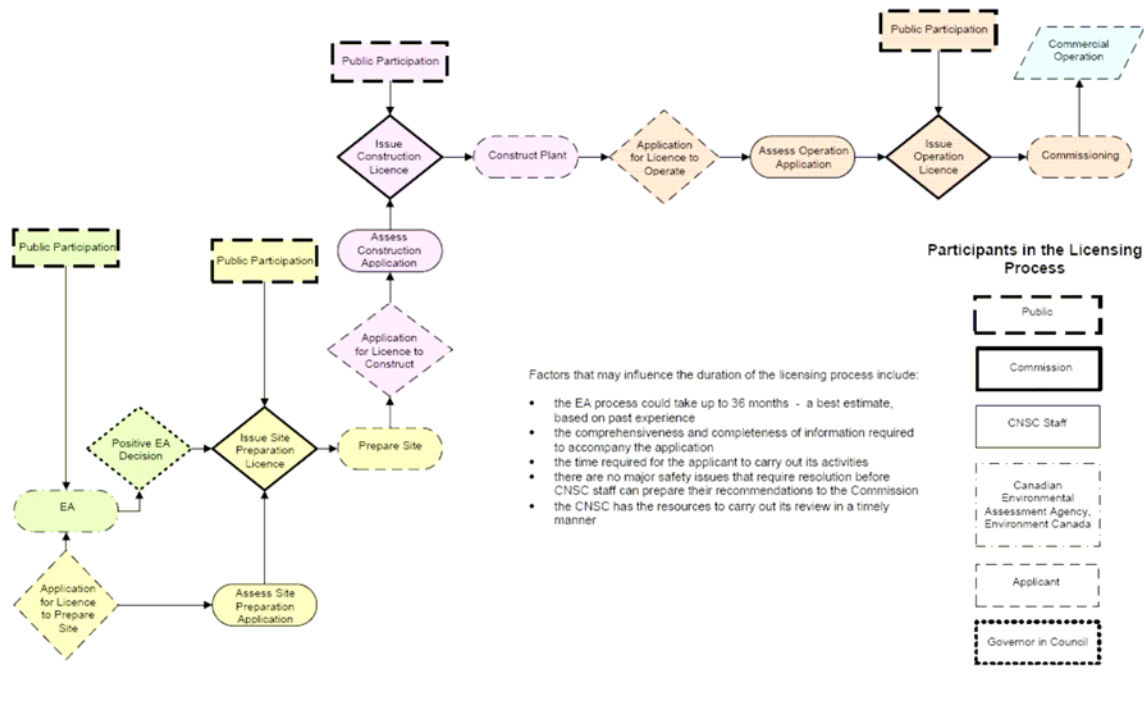 Public Participation
Commercial
Operation
Public Participation
Issue
Construction
Licence
Construct Plant
Application
for Licence to
Operate
Assess Operation
Application
Issue
Operation
Licence
Commissioning
Public Participation
Public Participation
Assess
Construction
Application
Participants in the Licensing
Process
Public
Application
for Licence to
Construct
Commission
Factors that may influence the duration of the licensing process include:
• the EA process could take up to 36 months - a best estimate,
based on past experience
• the comprehensiveness and completeness of information required
to accompany the application
• the time required for the applicant to carry out its activities
• there are no major safety issues that require resolution before
CNSC staff can prepare their recommendations to the Commission
• the CNSC has the resources to carry out its review in a timely
manner
CNSC Staff
Positive EA
Decision
Issue Site
Preparation
Licence
Prepare Site
EA
Canadian
Environmental
Assessment Agency,
Environment Canada
Application
for Licence
to Prepare
Site
Assess Site
Preparation
Application
Applicant
Governor in Council